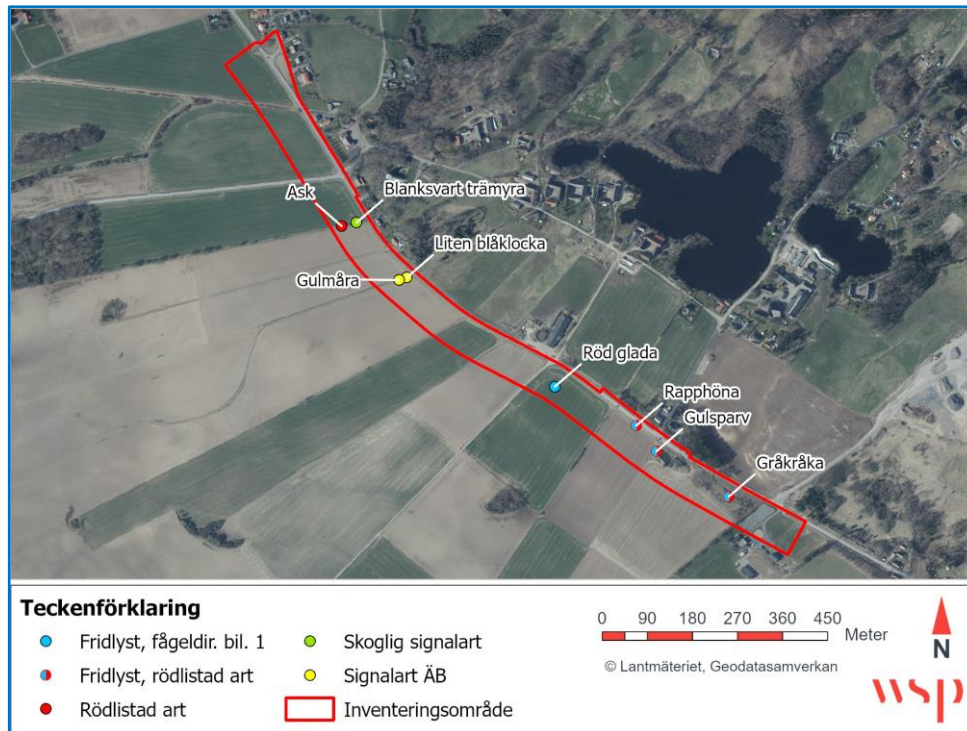 Ask
Blanksvart trämyra
Liten blåklocka
Gulmåra
Röd glada
Rapphöna
Gulsparv
Gråkråka
Teckenförklaring
Fridlyst, fågeldir. bil. 1
Fridlyst, rödlistad art
Rödlistad art
Skoglig signalart
Signalart ÄB
Inventeringsområde
0 90 180 270 360 450
Meter
© Lantmäteriet, Geodatasamverkan
N
wsp